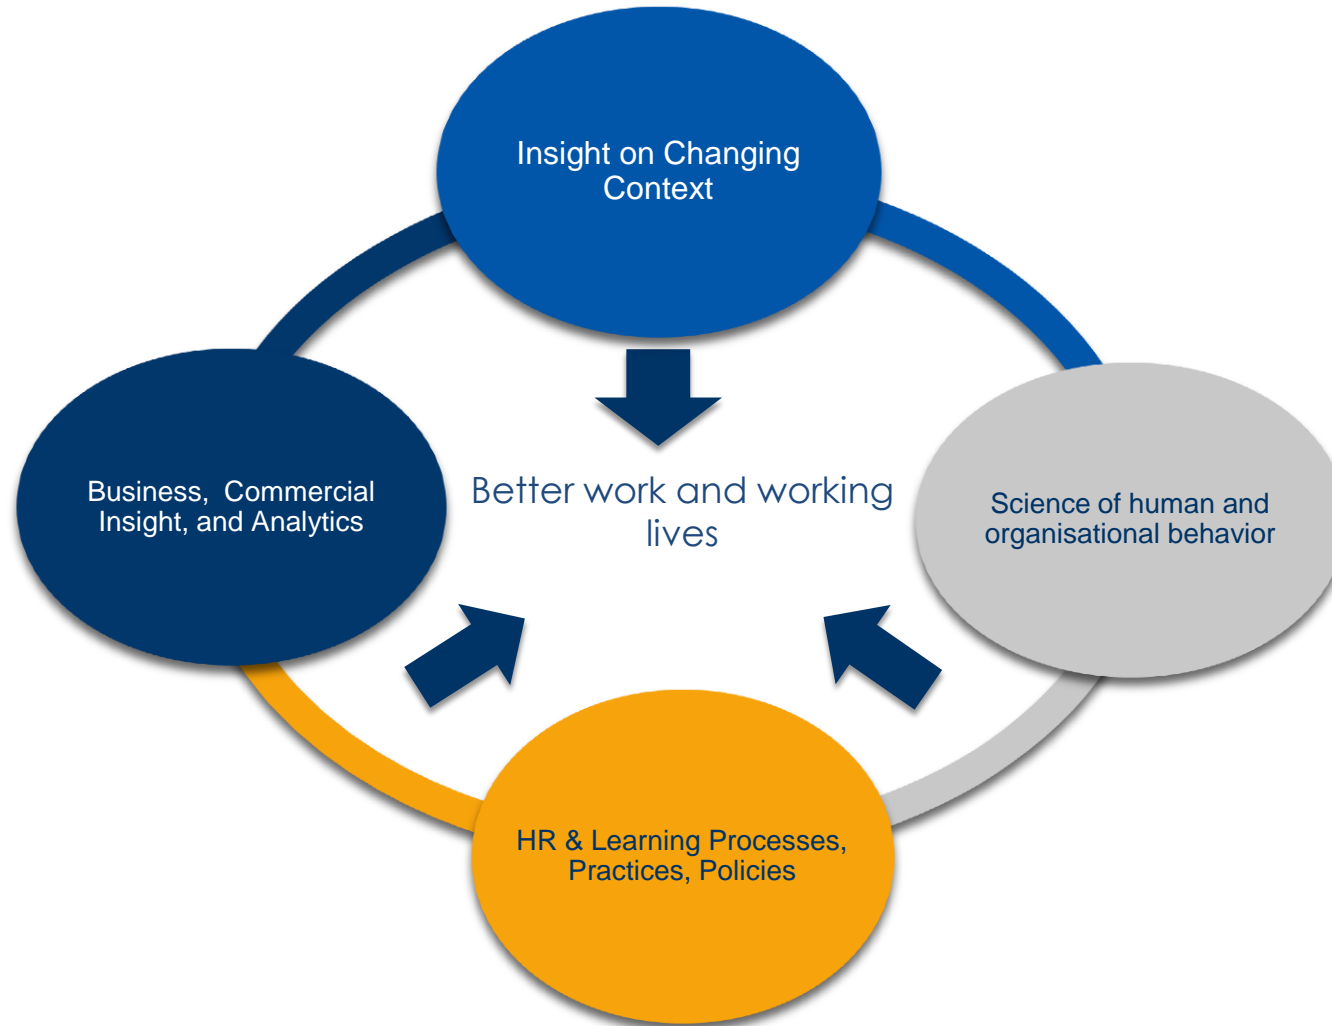 Insight on Changing
Context
Business,  Commercial
Insight, and Analytics
Better work and working
lives
Science of human and
organisational behavior
HR & Learning Processes,
Practices, Policies